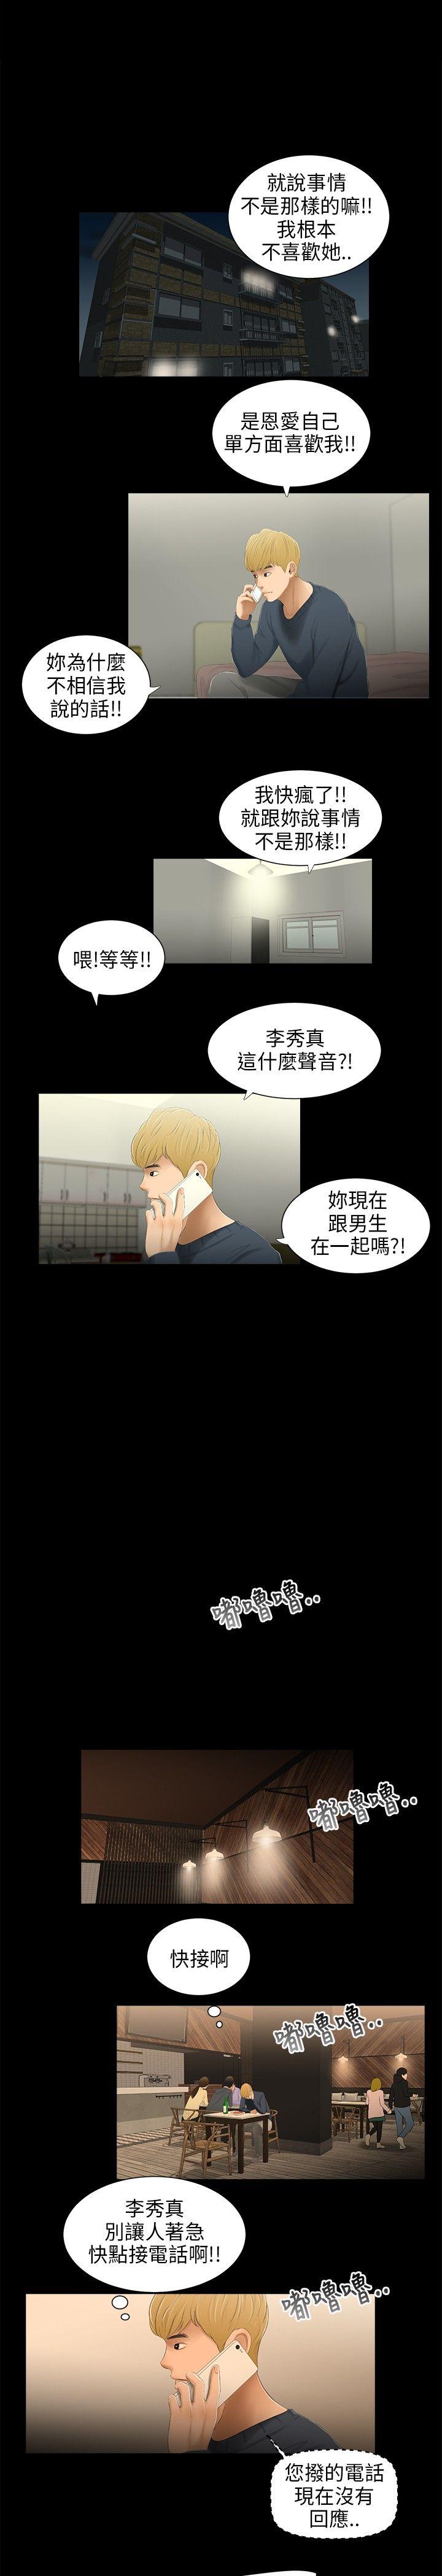 就說事情
不是那樣的嘛!!
我根本
不喜歡她..
是恩愛自己
單方面喜歡我!!
妳為什麼
不相信我
說的話!!
我快瘋了!!
就跟妳說事情
不是那樣!!
喂!等等!!
李秀真
這什麼聲音?!
妳現在
跟男生
在一起嗎?!
嘟嚕嚕..
嘟嚕嚕..
快接啊
嘟嚕嚕..
李秀真
別讓人著急
快點接電話啊!!
嘟嚕嚕..
您撥的電話
現在沒有
回應..